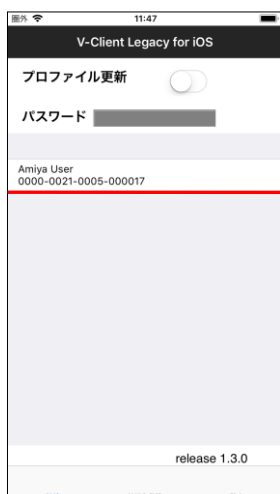 圏外 11:47
V-Client Legacy for iOS
プロファイル更新
パスワード
Amiya User
0000-0021-0005-000017
release 1.3.0